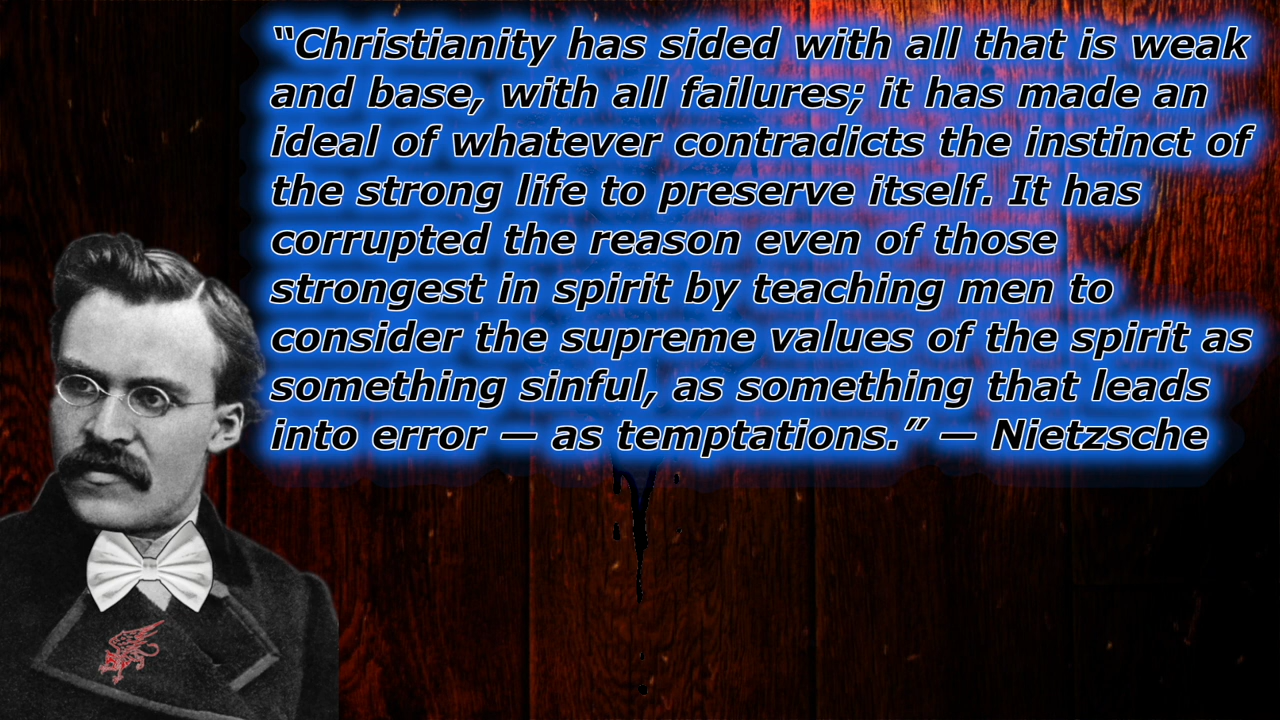 “Christianity has sided with all that is weak
and base, with all failures; it has made an
ideal of whatever contradicts the instinct of
the strong life to preserve itself. It has
corrupted the reason even of those
strongest in spirit by teaching men to
consider the supreme values of the spirit as
something sinful, as something that leads
into error — as temptations.” — Nietzsche